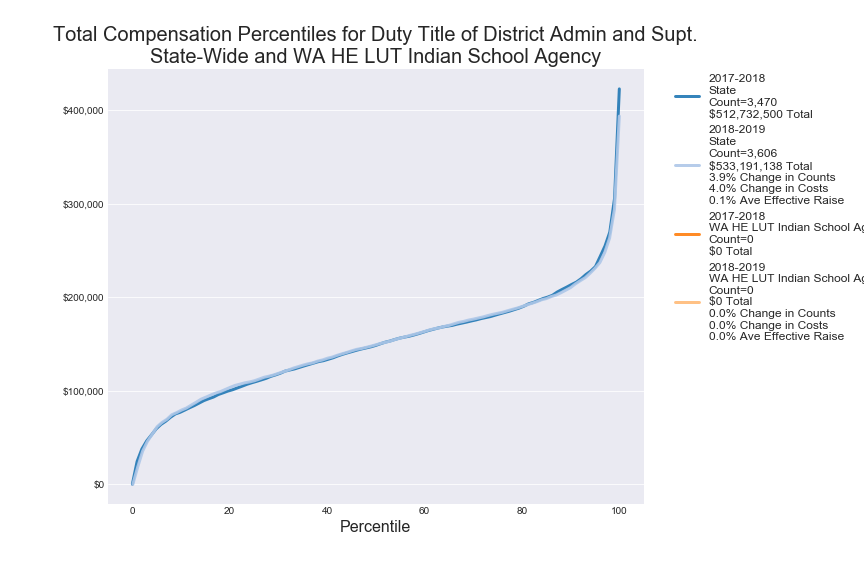 Total Compensation Percentiles for Duty Title of District Admin and Supt.
State-Wide and WA HE LUT Indian School Agency
$400,000
$300,000
$200,000
$100,000
$0
0
20
40
60
80
100
Percentile
2017-2018
State
Count=3,470
$512,732,500 Total
2018-2019
State
Count=3,606
$533,191,138 Total
3.9% Change in Counts
4.0% Change in Costs
0.1% Ave Effective Raise
2017-2018
WA HE LUT Indian School Ag
Count=0
$0 Total
2018-2019
WA HE LUT Indian School Ag
Count=0
$0 Total
0.0% Change in Counts
0.0% Change in Costs
0.0% Ave Effective Raise